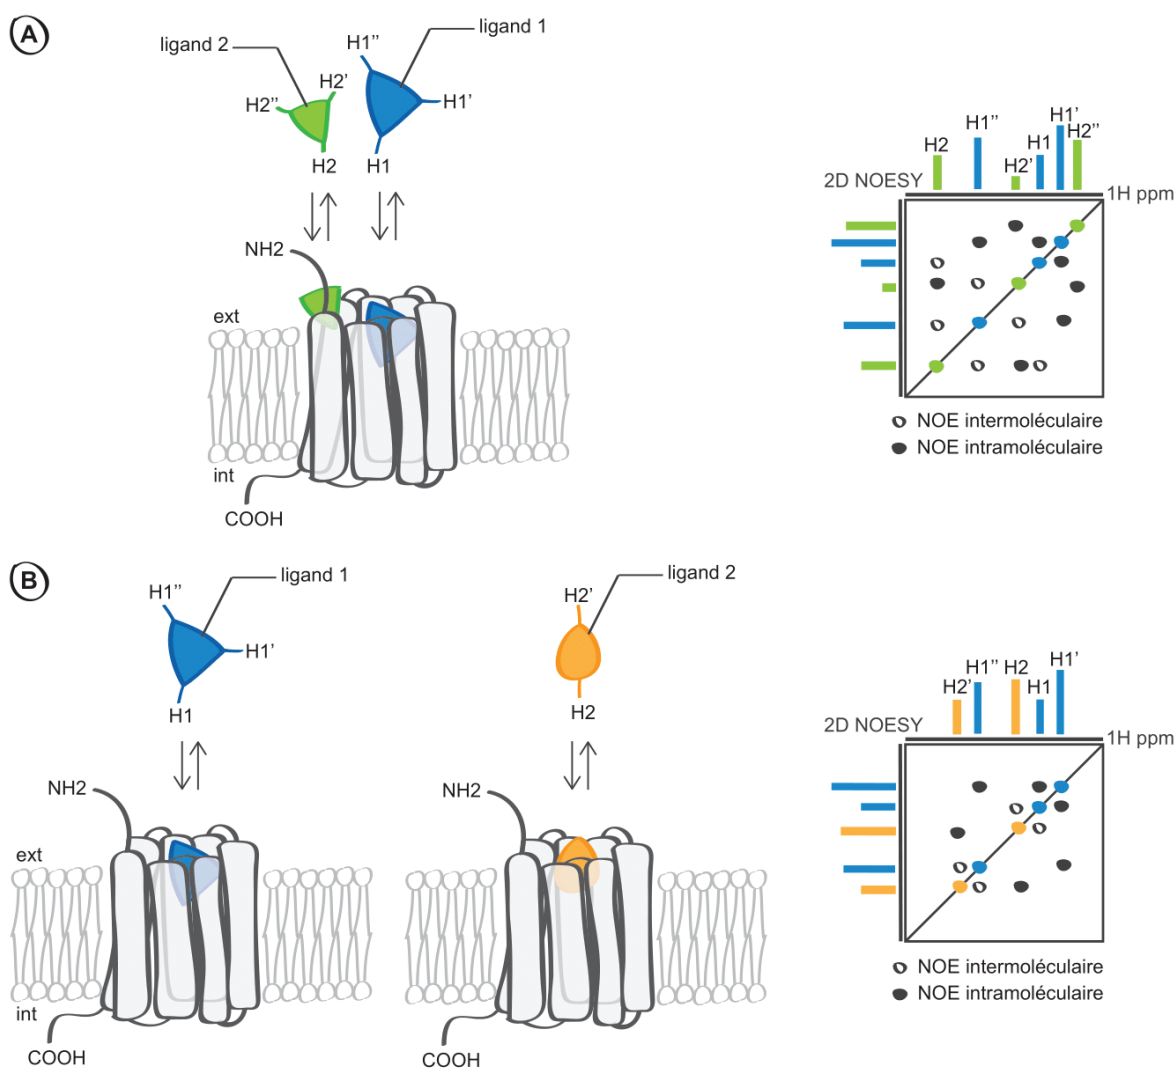 A
ligand 2
ligand 1
H1''
H2'
H2''
H1'
H2
H1
NH2
ext
int
COOH
H1'
H1''
H2
H1
H2''
H2'
2D NOESY
1H ppm
NOE intermoléculaire
NOE intramoléculaire
B
ligand 1
ligand 2
H1''
H2'
H1'
H1
H2
NH2
NH2
ext
int
COOH
COOH
H1'
H1''
H2
H2'
H1
2D NOESY
1H ppm
NOE intermoléculaire
NOE intramoléculaire